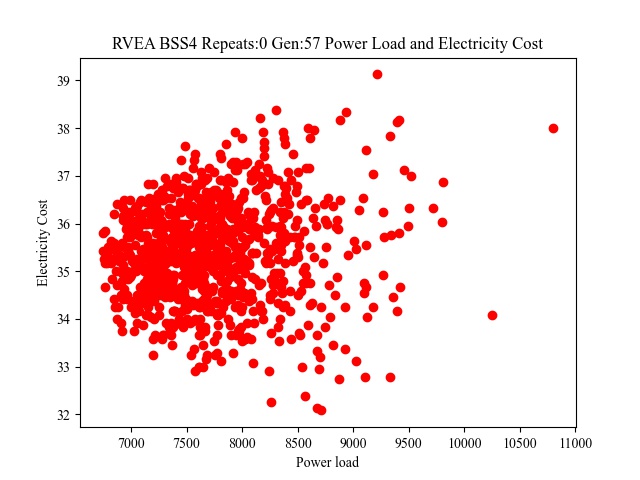 RVEA BSS4 Repeats:0 Gen:57 Power Load and Electricity Cost
39
38
37
36
35
34
33
32
Electricity Cost
7000 7500 8000 8500 9000 9500 10000 10500 11000
Power load